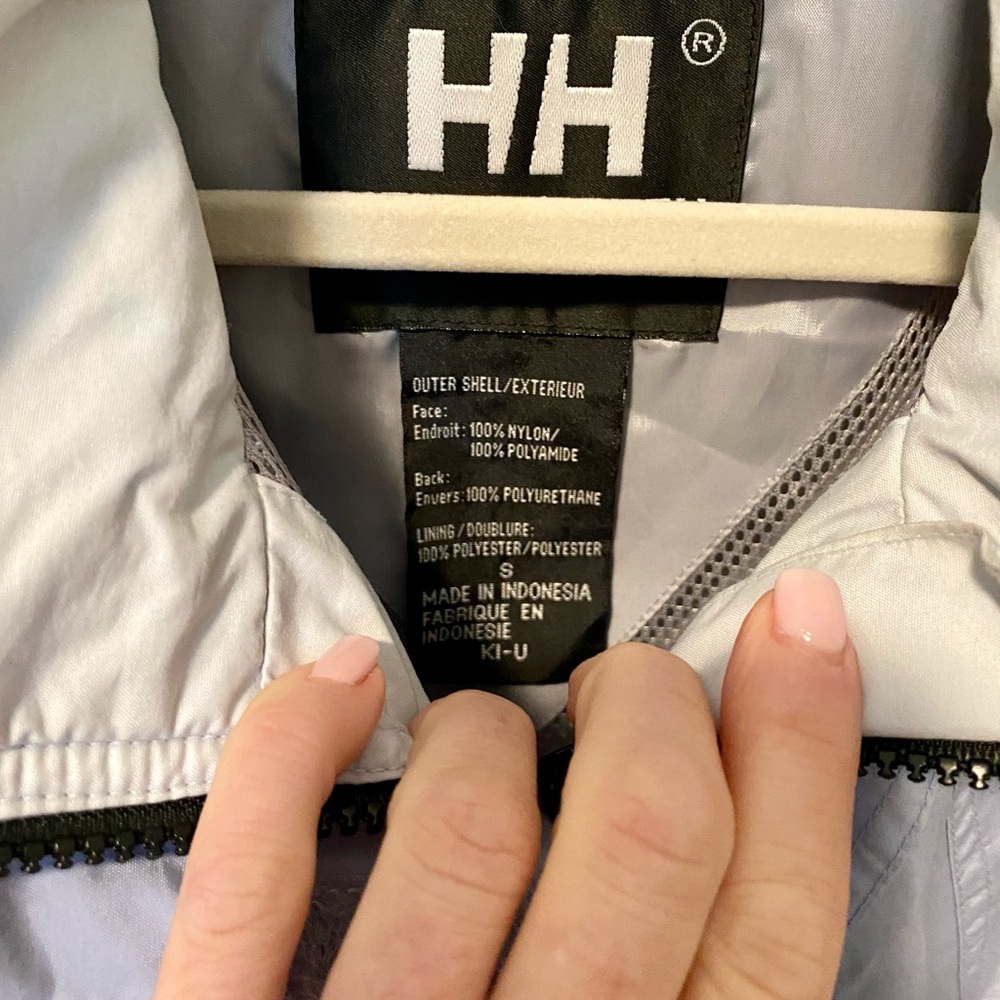 HH®
OUTER SHELL/EXTERIEUR
Face:
Endroit: 100% NYLON/
100% POLYAMIDE
Back:
Envers: 100% POLYURETHANE
LINING/DOUBLURE:
100% POLYESTER/POLYESTER
S
MADE IN INDONESIA
FABRIQUE EN
INDONESIE
KI-U